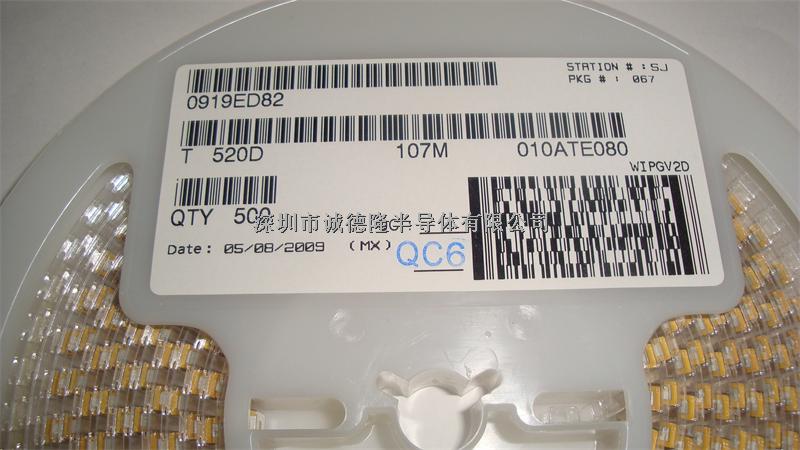 STATION # : SJ
PKG # : 067
0919ED82
T 520D 107M 010ATE080
WIPGV2D
QTY 500
深圳市诚德隆半导体有限公司
Date: 05/08/2009 (MX) QC6